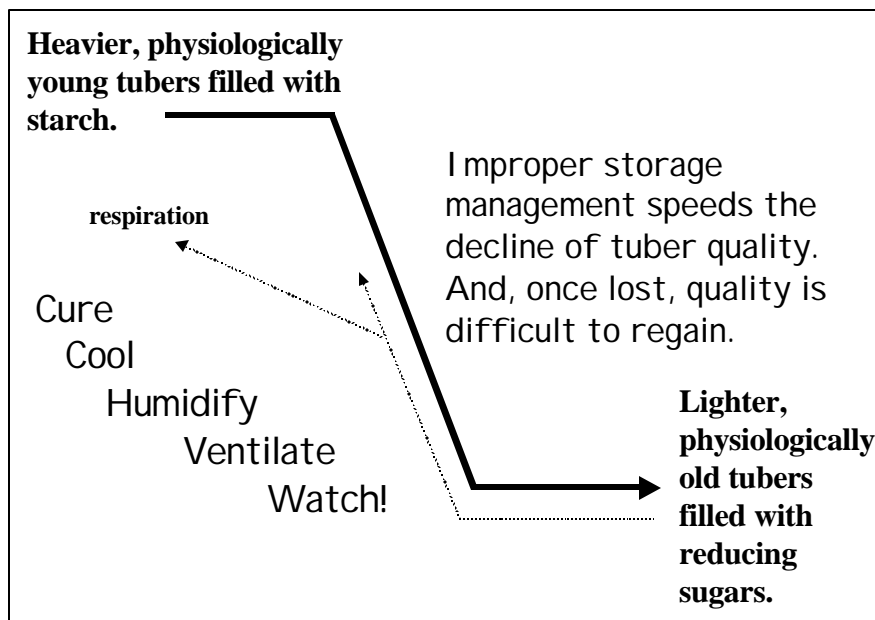 Heavier, physiologically
young tubers filled with
starch.
Improper storage
management speeds the
decline of tuber quality.
And, once lost, quality is
difficult to regain.
respiration
Cure
Cool
Humidify
Ventilate
Watch!
Lighter,
physiologically
old tubers
filled with
reducing
sugars.